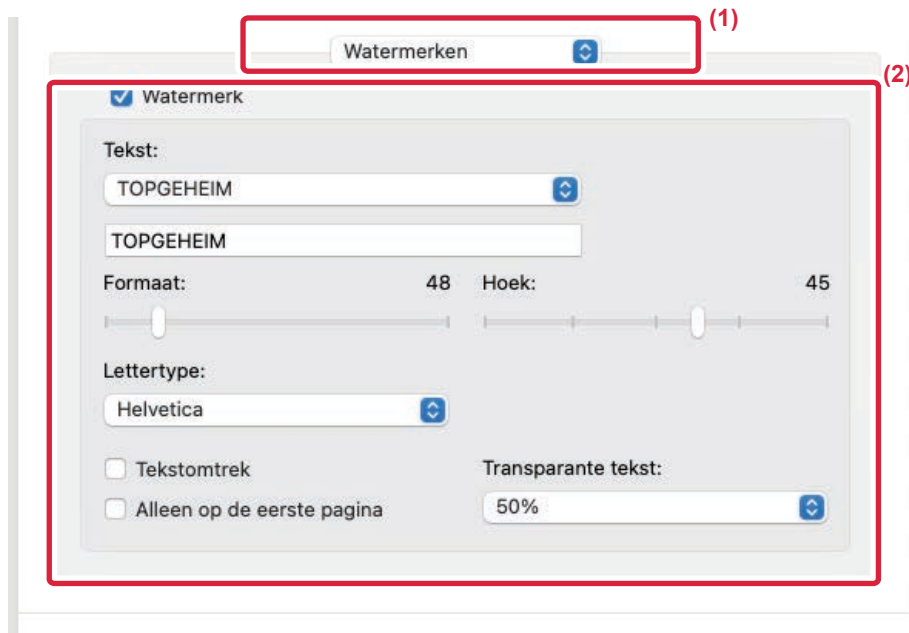 (1)
Watermerken
(2)
Watermerk
Tekst:
TOPGEHEIM
TOPGEHEIM
Formaat: 48 Hoek: 45
Lettertype:
Helvetica
Tekstomtrek Transparante tekst:
Alleen op de eerste pagina 50%